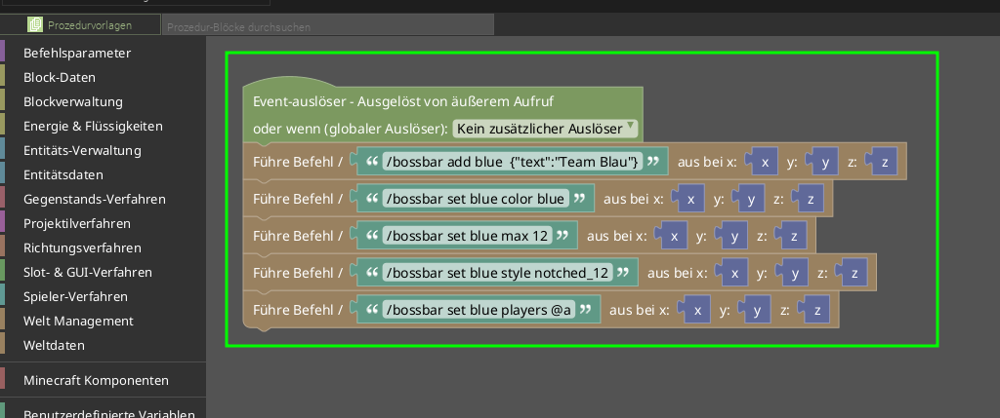 Prozedurvorlagen
Prozedur-Blöcke durchsuchen
Befehlsparameter
Block-Daten
Blockverwaltung
Energie & Flüssigkeiten
Entitäts-Verwaltung
Entitätsdaten
Gegenstands-Verfahren
Projektilverfahren
Richtungsverfahren
Slot- & GUI-Verfahren
Spieler-Verfahren
Welt Management
Weltdaten
Minecraft Komponenten
Benutzerdefinierte Variablen
Event-auslöser - Ausgelöst von äußerem Aufruf
oder wenn (globaler Auslöser): Kein zusätzlicher Auslöser
Führe Befehl / “ /bossbar add blue  {"text":"Team Blau"} ” aus bei x: x y: y z: z
Führe Befehl / “ /bossbar set blue color blue ” aus bei x: x y: y z: z
Führe Befehl / “ /bossbar set blue max 12 ” aus bei x: x y: y z: z
Führe Befehl / “ /bossbar set blue style notched_12 ” aus bei x: x y: y z: z
Führe Befehl / “ /bossbar set blue players @a ” aus bei x: x y: y z: z